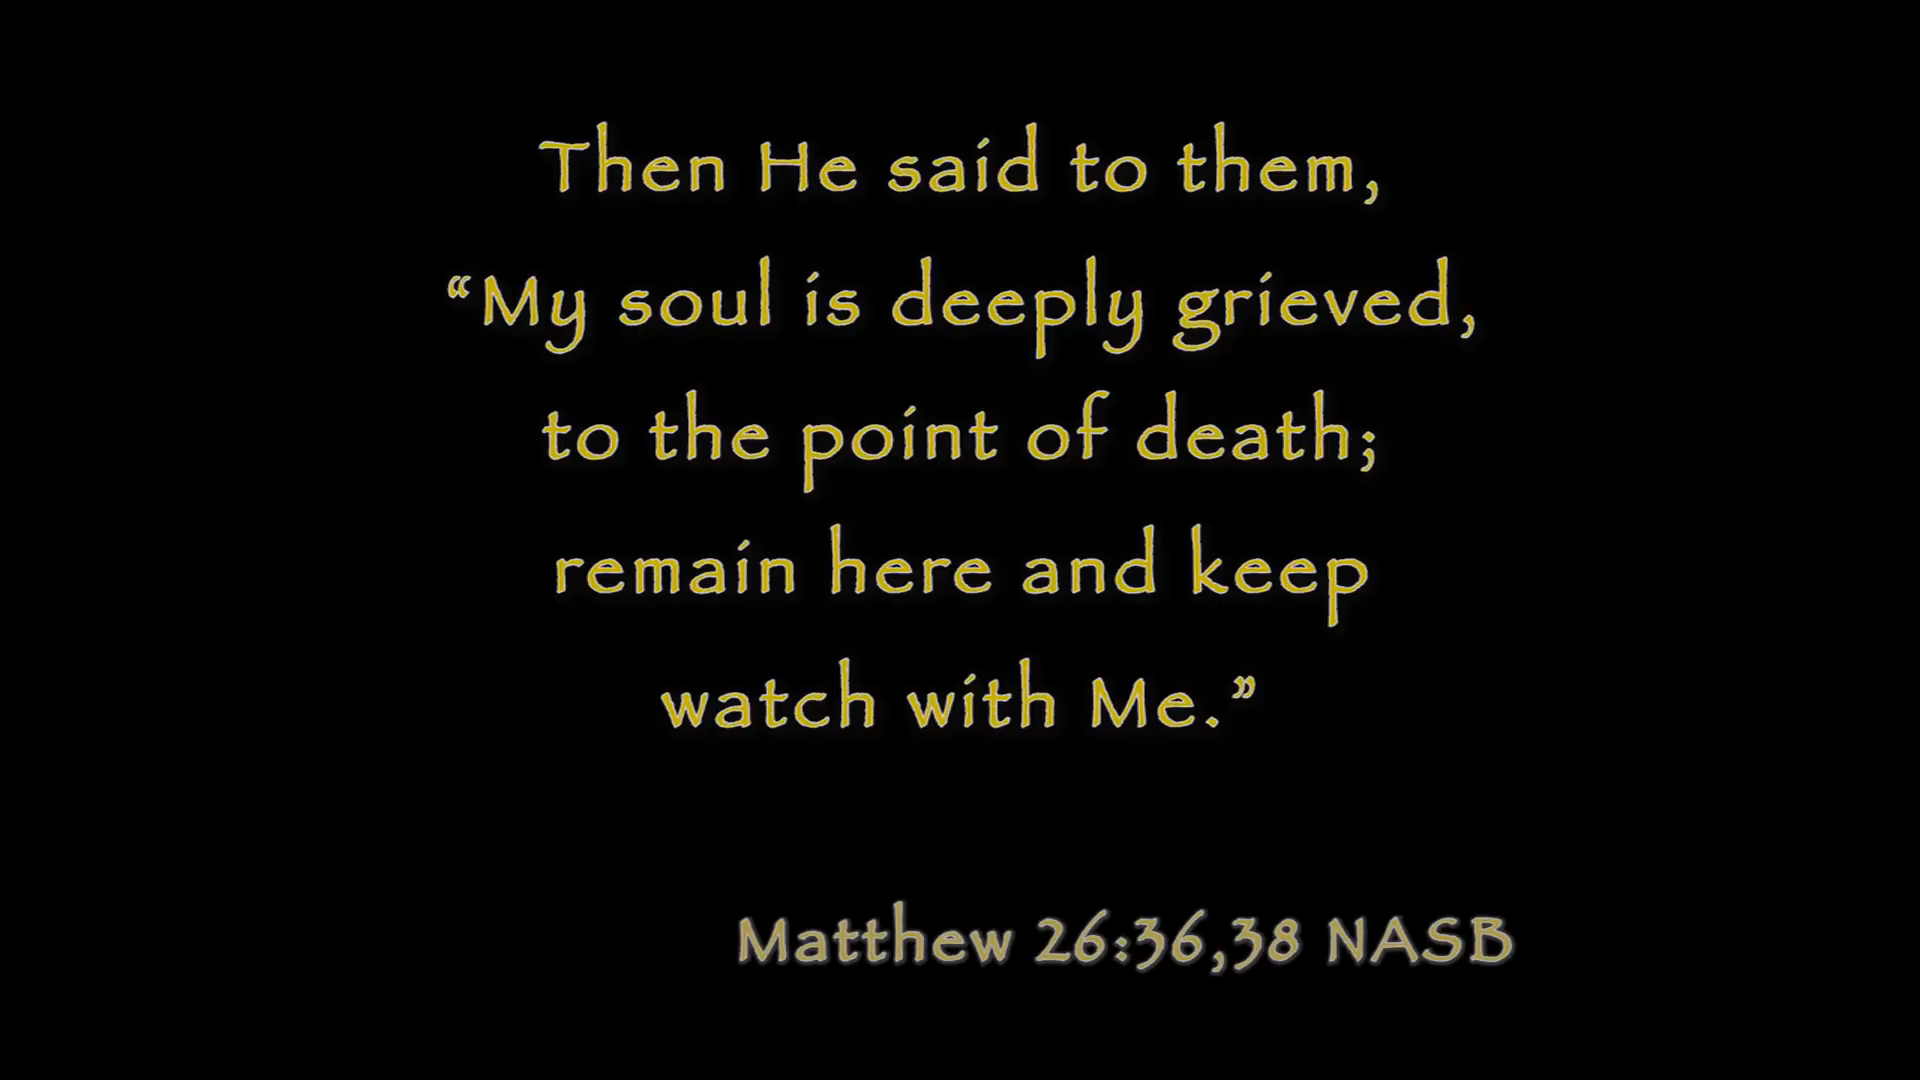 Then He said to them,
“My soul is deeply grieved,
to the point of death;
remain here and keep
watch with Me.”
Matthew 26:36,38 NASB